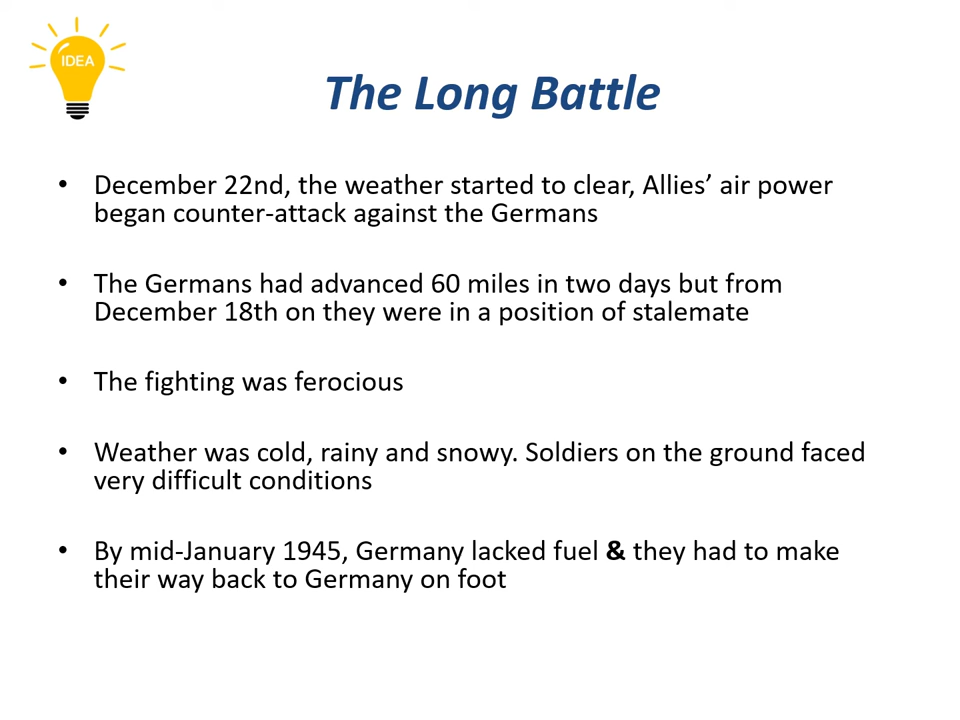 IDEA
The Long Battle
• December 22nd, the weather started to clear, Allies’ air power
began counter-attack against the Germans
• The Germans had advanced 60 miles in two days but from
December 18th on they were in a position of stalemate
• The fighting was ferocious
• Weather was cold, rainy and snowy. Soldiers on the ground faced
very difficult conditions
• By mid-January 1945, Germany lacked fuel & they had to make
their way back to Germany on foot